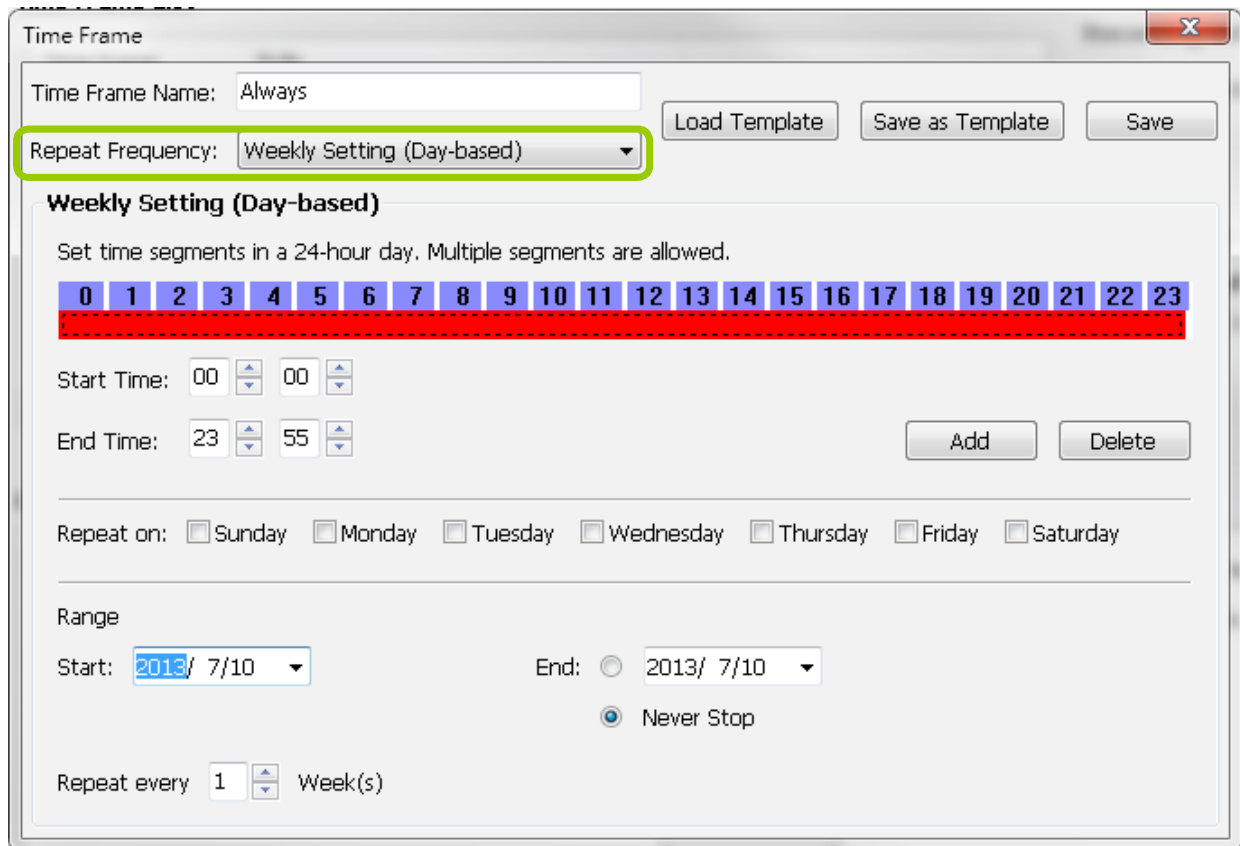 Time Frame
Time Frame Name: Always
Load Template Save as Template Save
Repeat Frequency: Weekly Setting (Day-based)
Weekly Setting (Day-based)
Set time segments in a 24-hour day. Multiple segments are allowed.
0 1 2 3 4 5 6 7 8 9 10 11 12 13 14 15 16 17 18 19 20 21 22 23
Start Time: 00 00
End Time: 23 55 Add Delete
Repeat on: Sunday Monday Tuesday Wednesday Thursday Friday Saturday
Range
Start: 2013/ 7/10 End: 2013/ 7/10
Never Stop
Repeat every 1 Week(s)